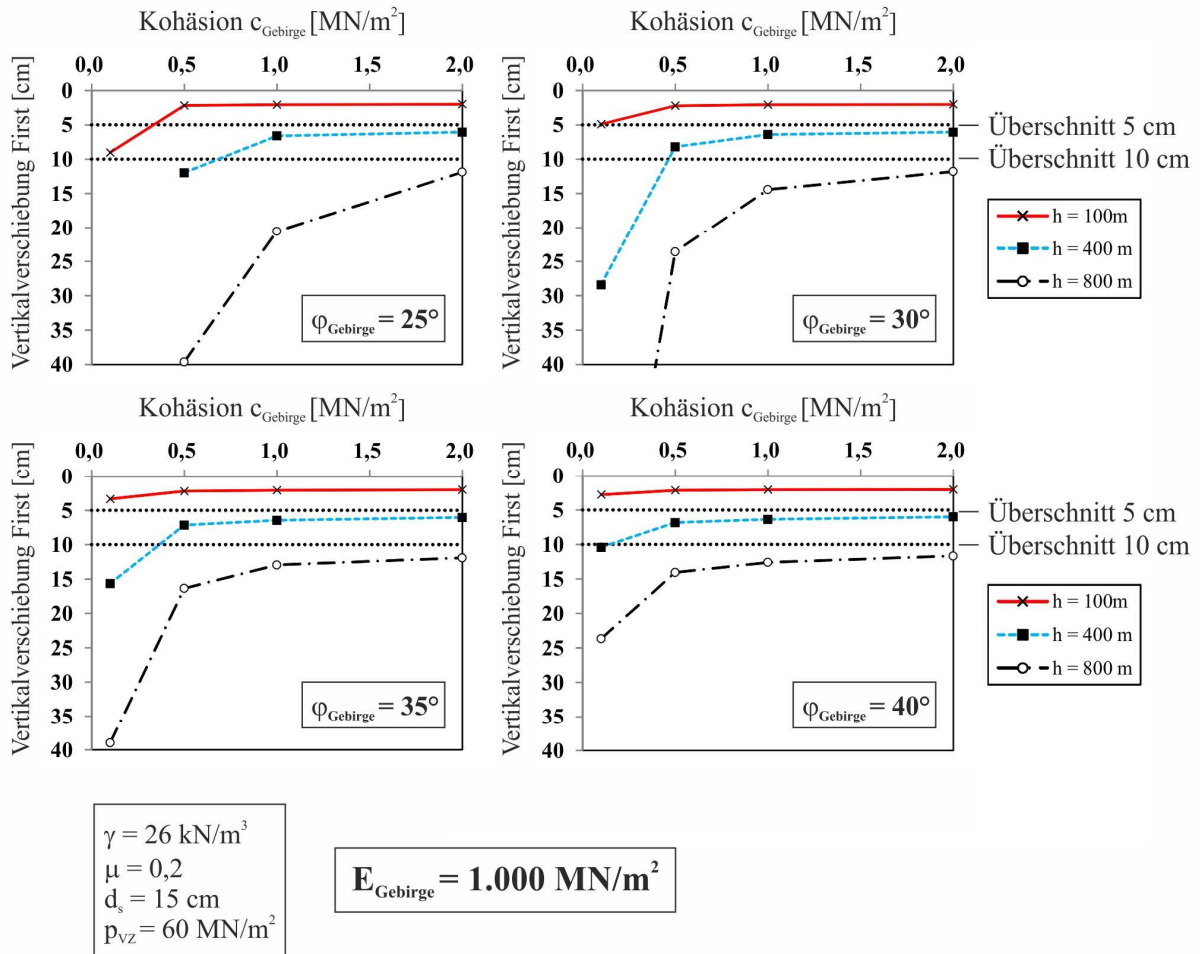 Kohäsion c_Gebirge [MN/m²]
0,0 0,5 1,0 1,5 2,0
Vertikalverschiebung First [cm]
0
5
10
15
20
25
30
35
40
φ_Gebirge = 25°
Kohäsion c_Gebirge [MN/m²]
0,0 0,5 1,0 1,5 2,0
Vertikalverschiebung First [cm]
0
5
10
15
20
25
30
35
40
φ_Gebirge = 30°
Überschnitt 5 cm
Überschnitt 10 cm
h = 100m
h = 400 m
h = 800 m
Kohäsion c_Gebirge [MN/m²]
0,0 0,5 1,0 1,5 2,0
Vertikalverschiebung First [cm]
0
5
10
15
20
25
30
35
40
φ_Gebirge = 35°
Kohäsion c_Gebirge [MN/m²]
0,0 0,5 1,0 1,5 2,0
Vertikalverschiebung First [cm]
0
5
10
15
20
25
30
35
40
φ_Gebirge = 40°
Überschnitt 5 cm
Überschnitt 10 cm
h = 100m
h = 400 m
h = 800 m
γ = 26 kN/m³
μ = 0,2
d_s = 15 cm
p_VZ = 60 MN/m²
E_Gebirge = 1.000 MN/m²